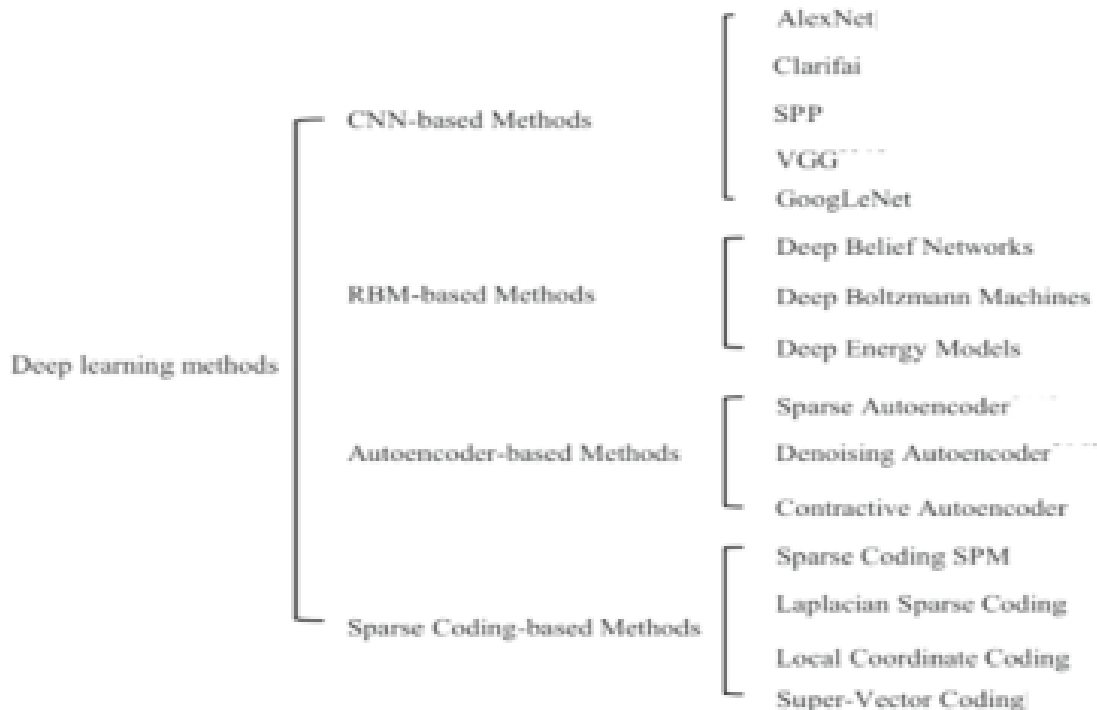 Deep learning methods
CNN-based Methods
AlexNet
Clarifai
SPP
VGG
GoogLeNet
RBM-based Methods
Deep Belief Networks
Deep Boltzmann Machines
Deep Energy Models
Autoencoder-based Methods
Sparse Autoencoder
Denoising Autoencoder
Contractive Autoencoder
Sparse Coding-based Methods
Sparse Coding SPM
Laplacian Sparse Coding
Local Coordinate Coding
Super-Vector Coding